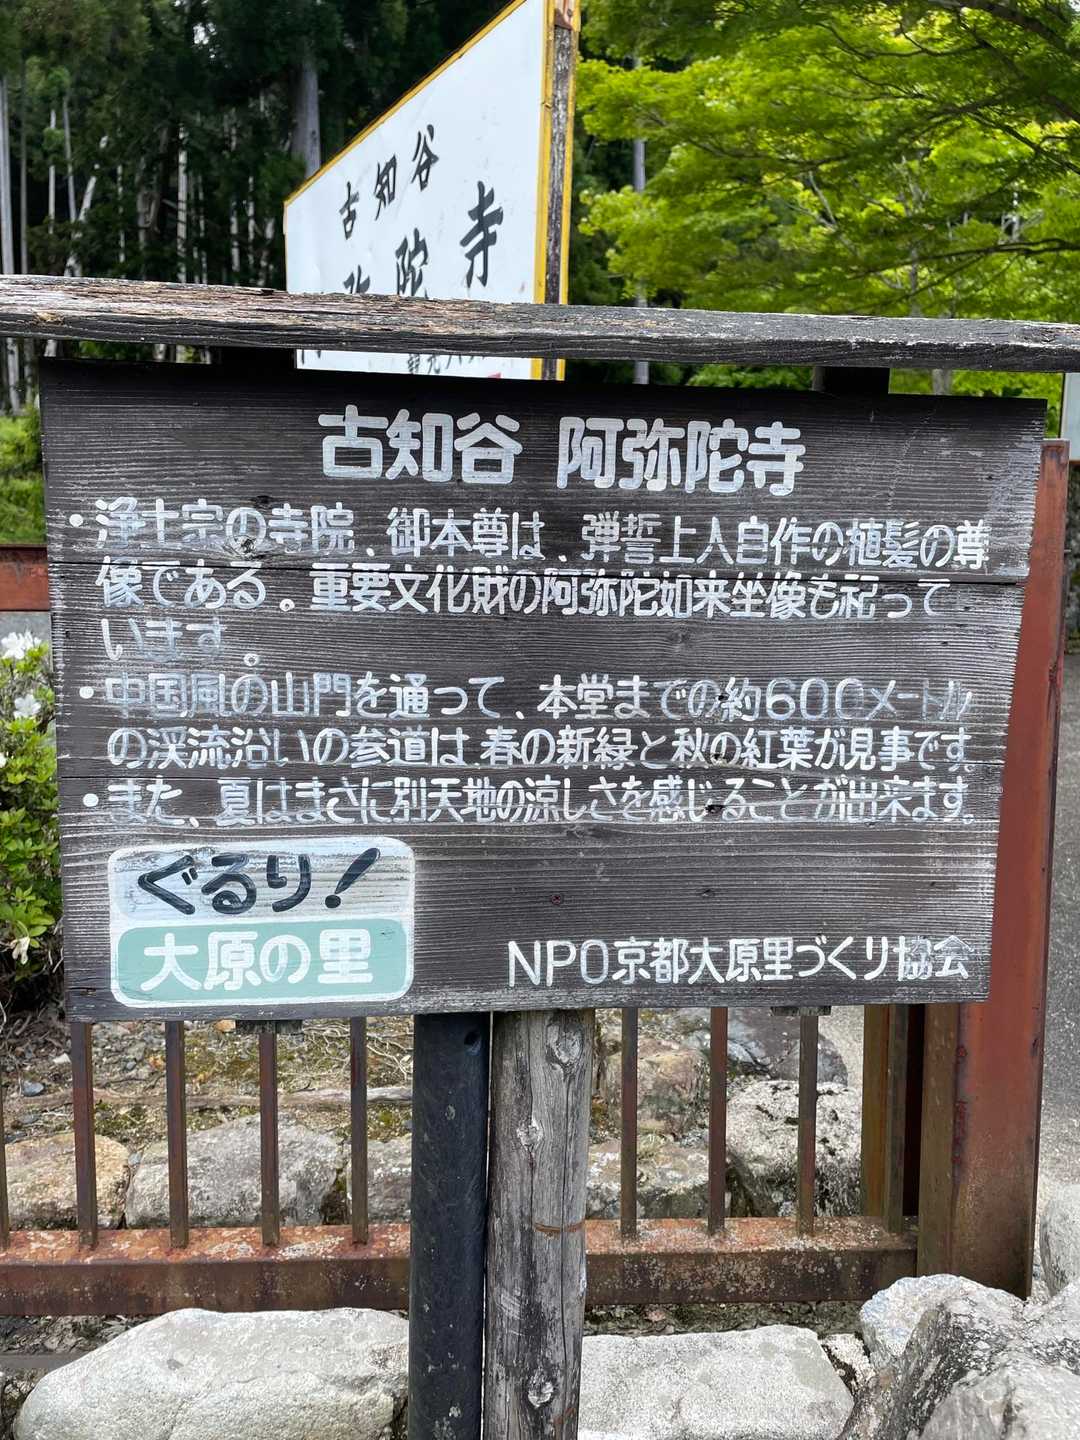 古知谷
弥陀寺
古知谷 阿弥陀寺
・浄土宗の寺院、御本尊は、弾誓上人自作の植髪の尊
像である。重要文化財の阿弥陀如来坐像も祀って
います。
・中国風の山門を通って、本堂までの約600メートル
の渓流沿いの参道は、春の新緑と秋の紅葉が見事です。
・また、夏はまさに別天地の涼しさを感じることが出来ます。
ぐるり!
大原の里
NPO京都大原里づくり協会